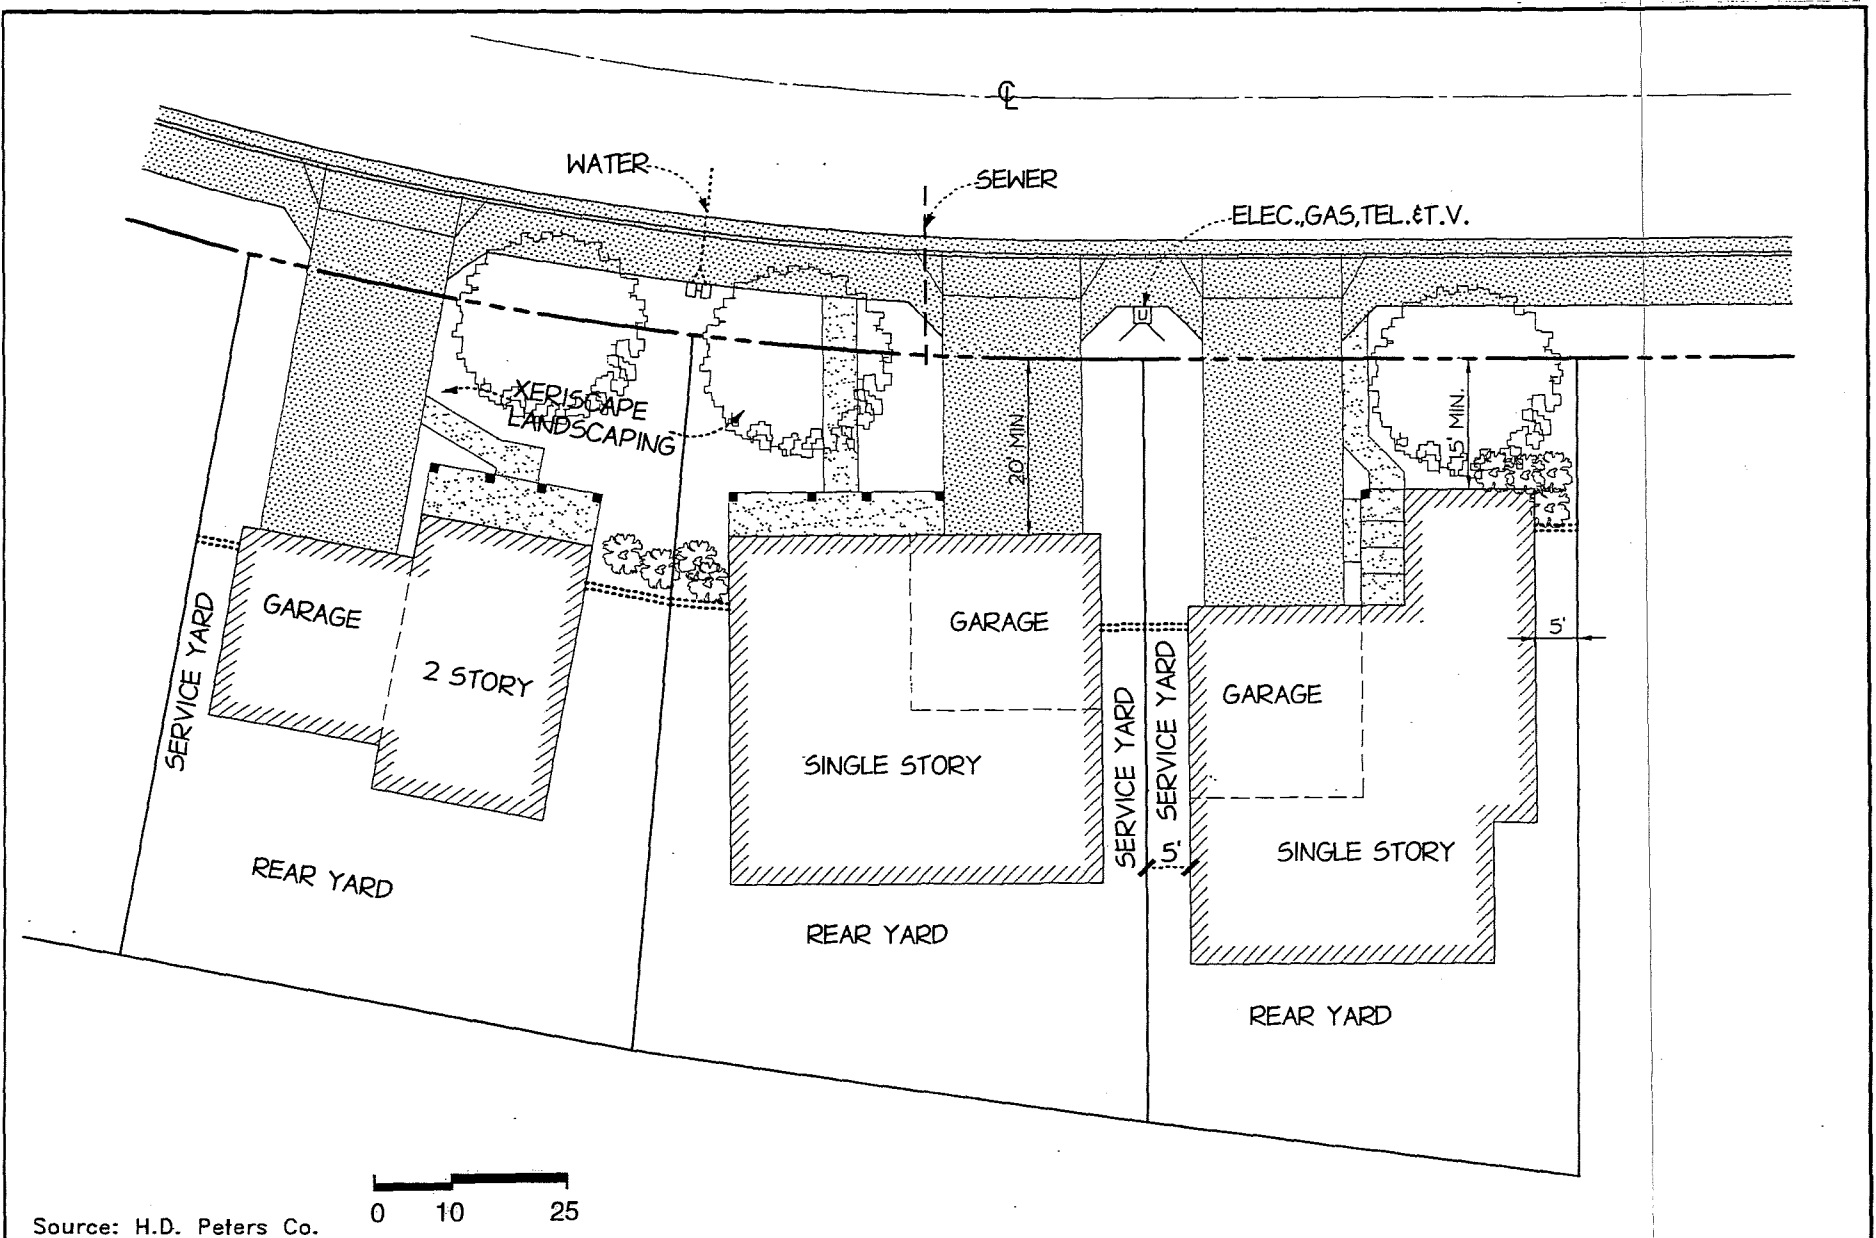 CL
WATER
SEWER
ELEC.,GAS,TEL.&T.V.
U
XERISCAPE
LANDSCAPING
20 MIN.
15' MIN.
GARAGE
2 STORY
SERVICE YARD
REAR YARD
GARAGE
SINGLE STORY
REAR YARD
SERVICE YARD
SERVICE YARD
5'
GARAGE
SINGLE STORY
5'
REAR YARD
0 10 25
Source: H.D. Peters Co.